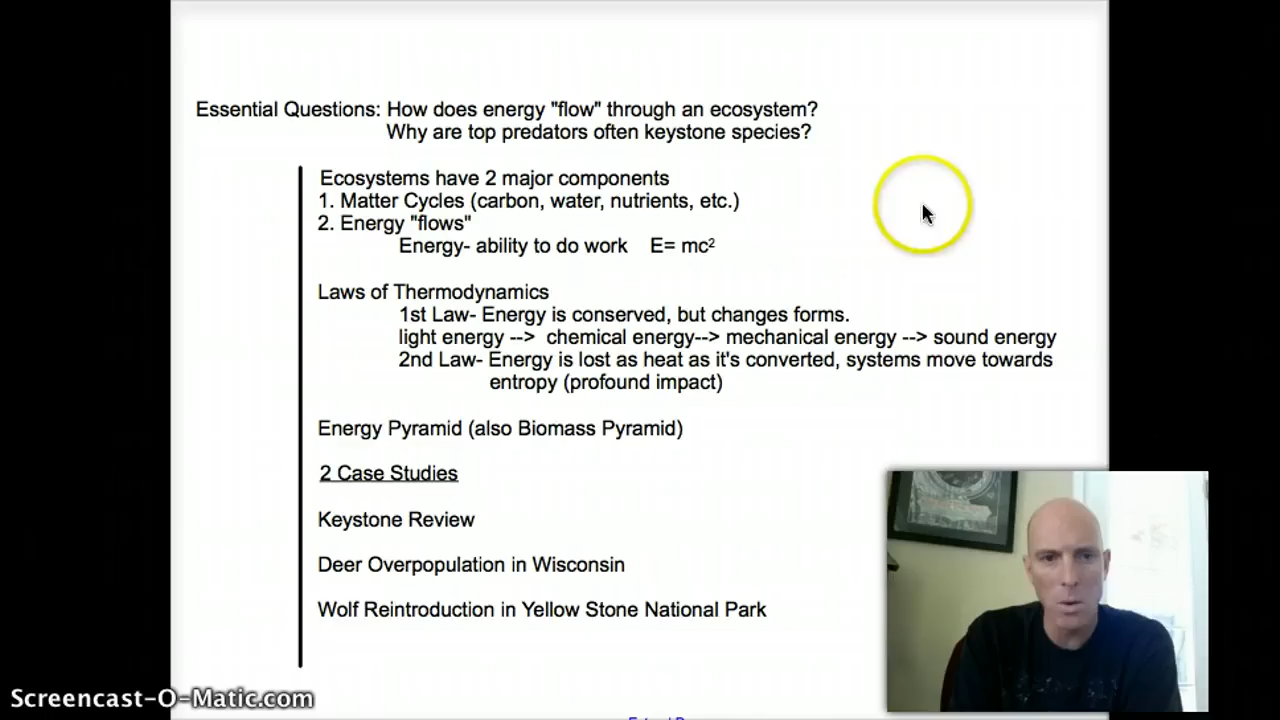 Essential Questions: How does energy "flow" through an ecosystem?
Why are top predators often keystone species?
Ecosystems have 2 major components
1. Matter Cycles (carbon, water, nutrients, etc.)
2. Energy "flows"
Energy- ability to do work E= mc²
Laws of Thermodynamics
1st Law- Energy is conserved, but changes forms.
light energy --> chemical energy--> mechanical energy --> sound energy
2nd Law- Energy is lost as heat as it's converted, systems move towards
entropy (profound impact)
Energy Pyramid (also Biomass Pyramid)
2 Case Studies
Keystone Review
Deer Overpopulation in Wisconsin
Wolf Reintroduction in Yellow Stone National Park
Screencast-O-Matic.com